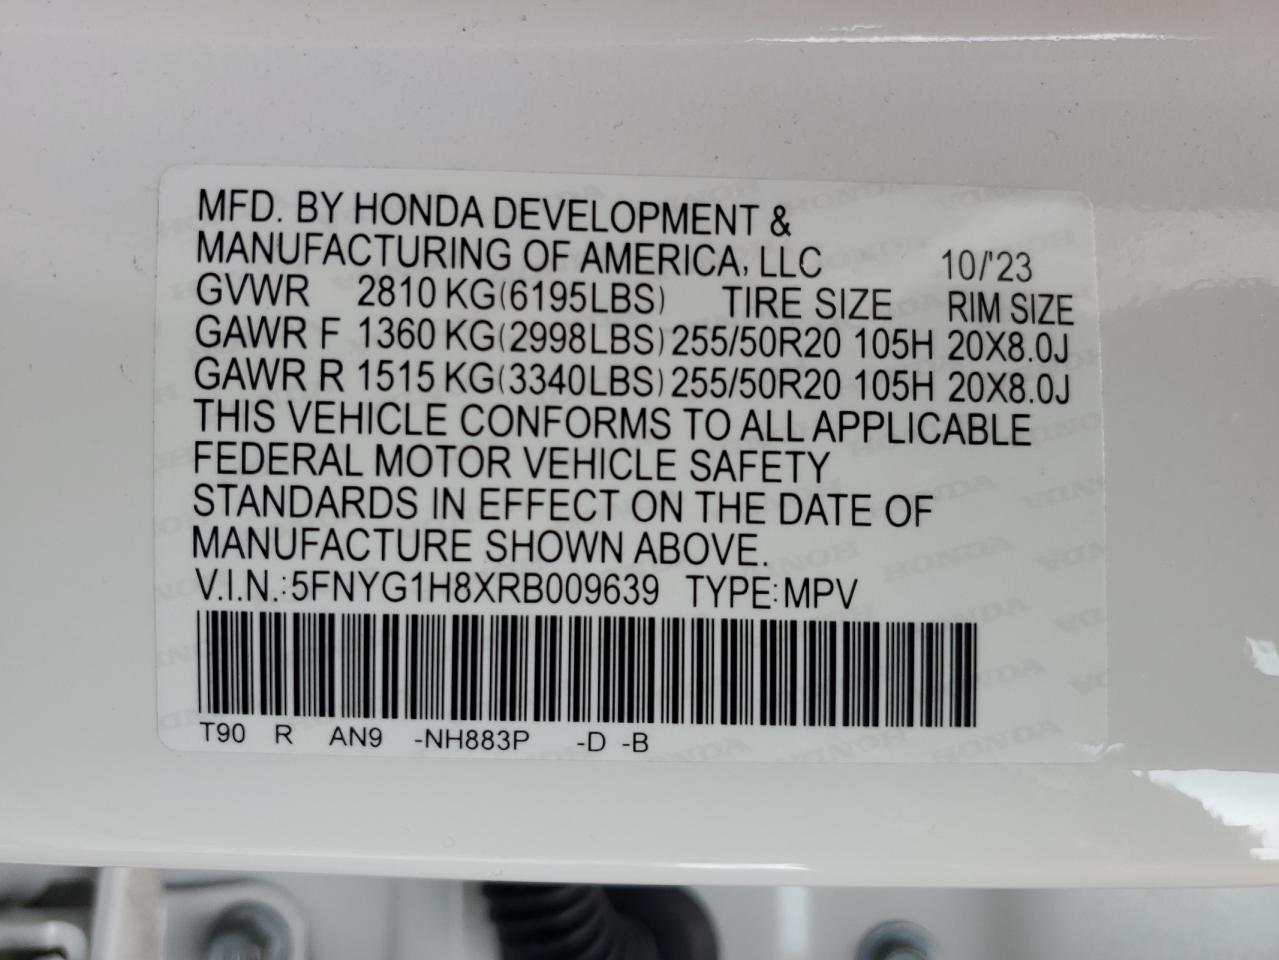 MFD. BY HONDA DEVELOPMENT &
MANUFACTURING OF AMERICA, LLC 10/'23
GVWR 2810 KG(6195LBS) TIRE SIZE RIM SIZE
GAWR F 1360 KG(2998LBS) 255/50R20 105H 20X8.0J
GAWR R 1515 KG(3340LBS) 255/50R20 105H 20X8.0J
THIS VEHICLE CONFORMS TO ALL APPLICABLE
FEDERAL MOTOR VEHICLE SAFETY
STANDARDS IN EFFECT ON THE DATE OF
MANUFACTURE SHOWN ABOVE.
V.I.N.: 5FNYG1H8XRB009639 TYPE: MPV
T90 R AN9 -NH883P -D -B